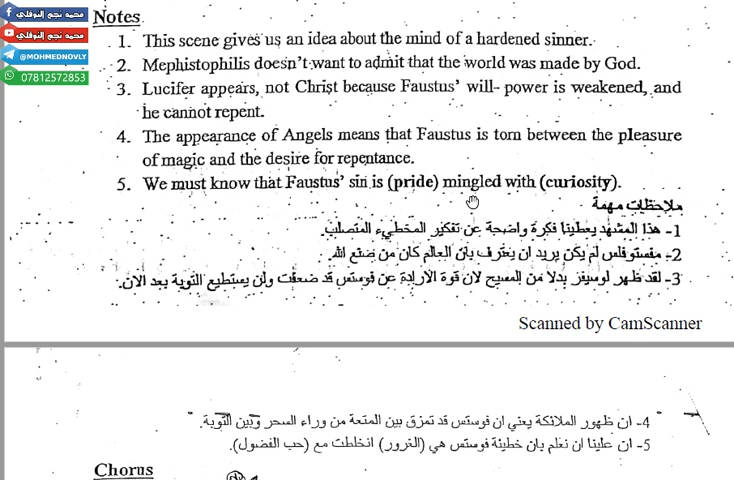 محمد نجم النوفلي
محمد نجم النوفلي
@MOHMEDNOVLY
07812572853
Notes
1. This scene gives us an idea about the mind of a hardened sinner.
2. Mephistophilis doesn't want to admit that the world was made by God.
3. Lucifer appears, not Christ because Faustus' will- power is weakened, and
he cannot repent.
4. The appearance of Angels means that Faustus is torn between the pleasure
of magic and the desire for repentance.
5. We must know that Faustus' sin is (pride) mingled with (curiosity).
ملاحظات مهمة
1- هذا المشهد يعطينا فكرة واضحة عن تفكير المخطيء المتصلب.
2- مفستوفلس لم يكن يريد ان يعترف بان العالم كان من صنع الله.
3- لقد ظهر لوسيفر بدلا من المسيح لان قوة الارادة عن فوستس قد ضعفت ولن يستطيع التوبة بعد الان.
Scanned by CamScanner
4- ان ظهور الملائكة يعني ان فوستس قد تمزق بين المتعة من وراء السحر وبين التوبة.
5- ان علينا ان نعلم بان خطيئة فوستس هي (الغرور) اختلطت مع (حب الفضول).
Chorus